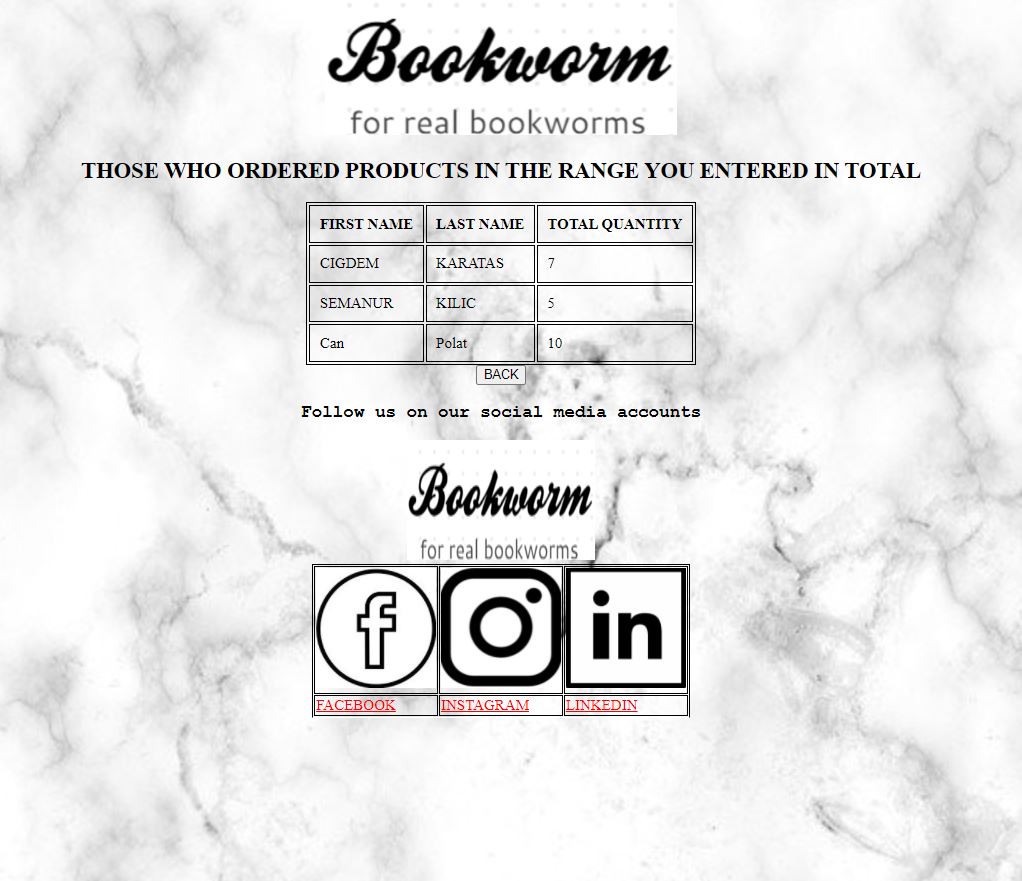 Bookworm
for real bookworms
THOSE WHO ORDERED PRODUCTS IN THE RANGE YOU ENTERED IN TOTAL
FIRST NAME LAST NAME TOTAL QUANTITY
CIGDEM KARATAS 7
SEMANUR KILIC 5
Can Polat 10
BACK
Follow us on our social media accounts
Bookworm
for real bookworms
f in
FACEBOOK INSTAGRAM LINKEDIN